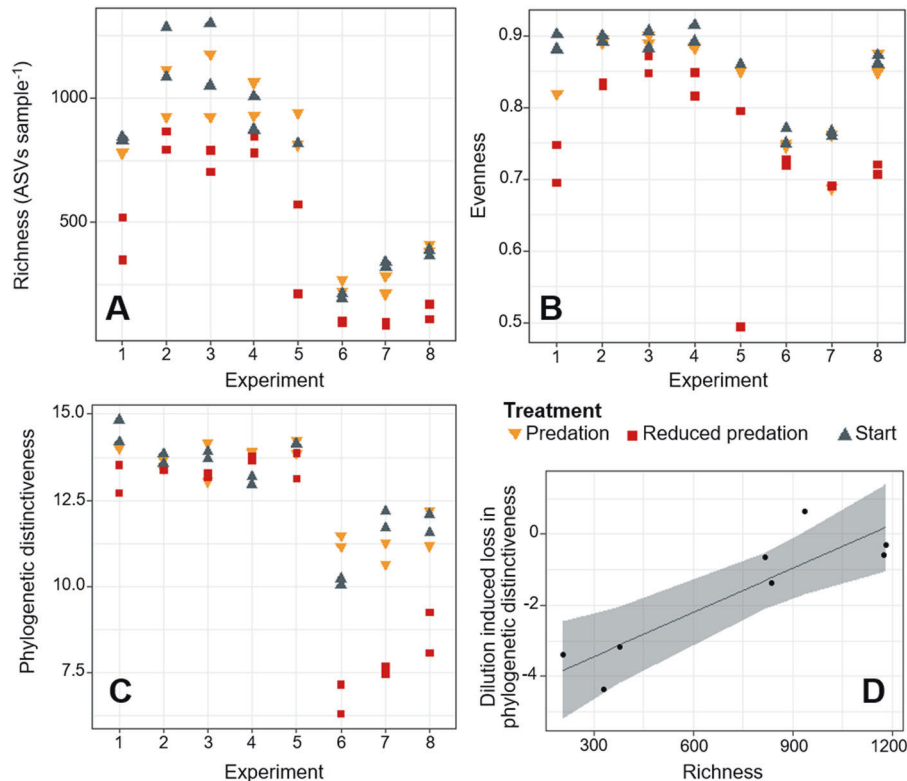 Richness (ASVs sample⁻¹)
1000
500
A
1 2 3 4 5 6 7 8
Experiment
Evenness
0.9
0.8
0.7
0.6
0.5
B
1 2 3 4 5 6 7 8
Experiment
Phylogenetic distinctiveness
15.0
12.5
10.0
7.5
C
1 2 3 4 5 6 7 8
Experiment
Treatment
Predation Reduced predation Start
Dilution induced loss in
phylogenetic distinctiveness
0
-2
-4
D
300 600 900 1200
Richness